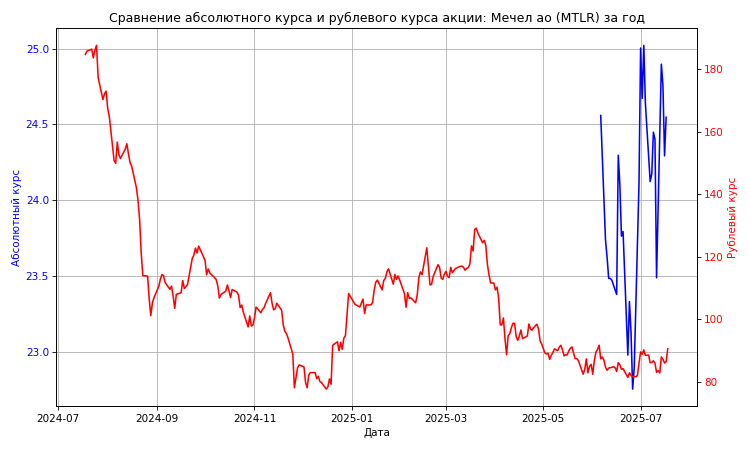 Сравнение абсолютного курса и рублевого курса акции: Мечел ао (MTLR) за год
25.0
24.5
24.0
23.5
23.0
Абсолютный курс
180
160
140
120
100
80
Рублевый курс
2024-07 2024-09 2024-11 2025-01 2025-03 2025-05 2025-07
Дата